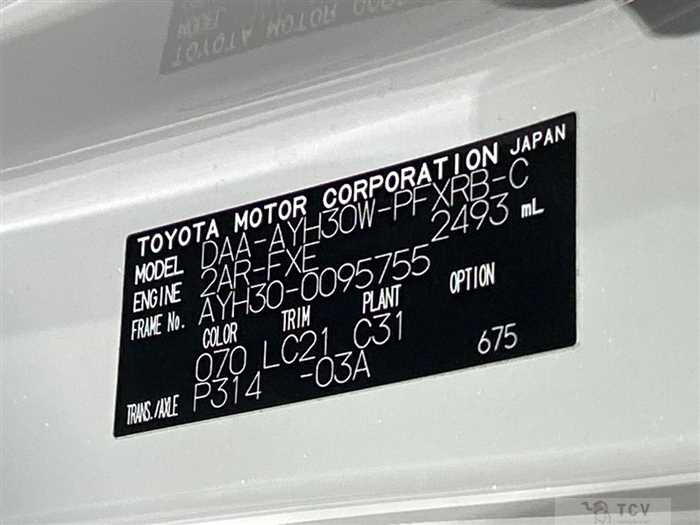 TOYOTA MOTOR CORPORATION JAPAN
MODEL DAA-AYH30W-PFXRB-C
ENGINE 2AR-FXE 2493 mL
FRAME No. AYH30-0095755
COLOR TRIM PLANT OPTION
070 LC21 C31
TRANS./AXLE P314 -03A 675
TCV